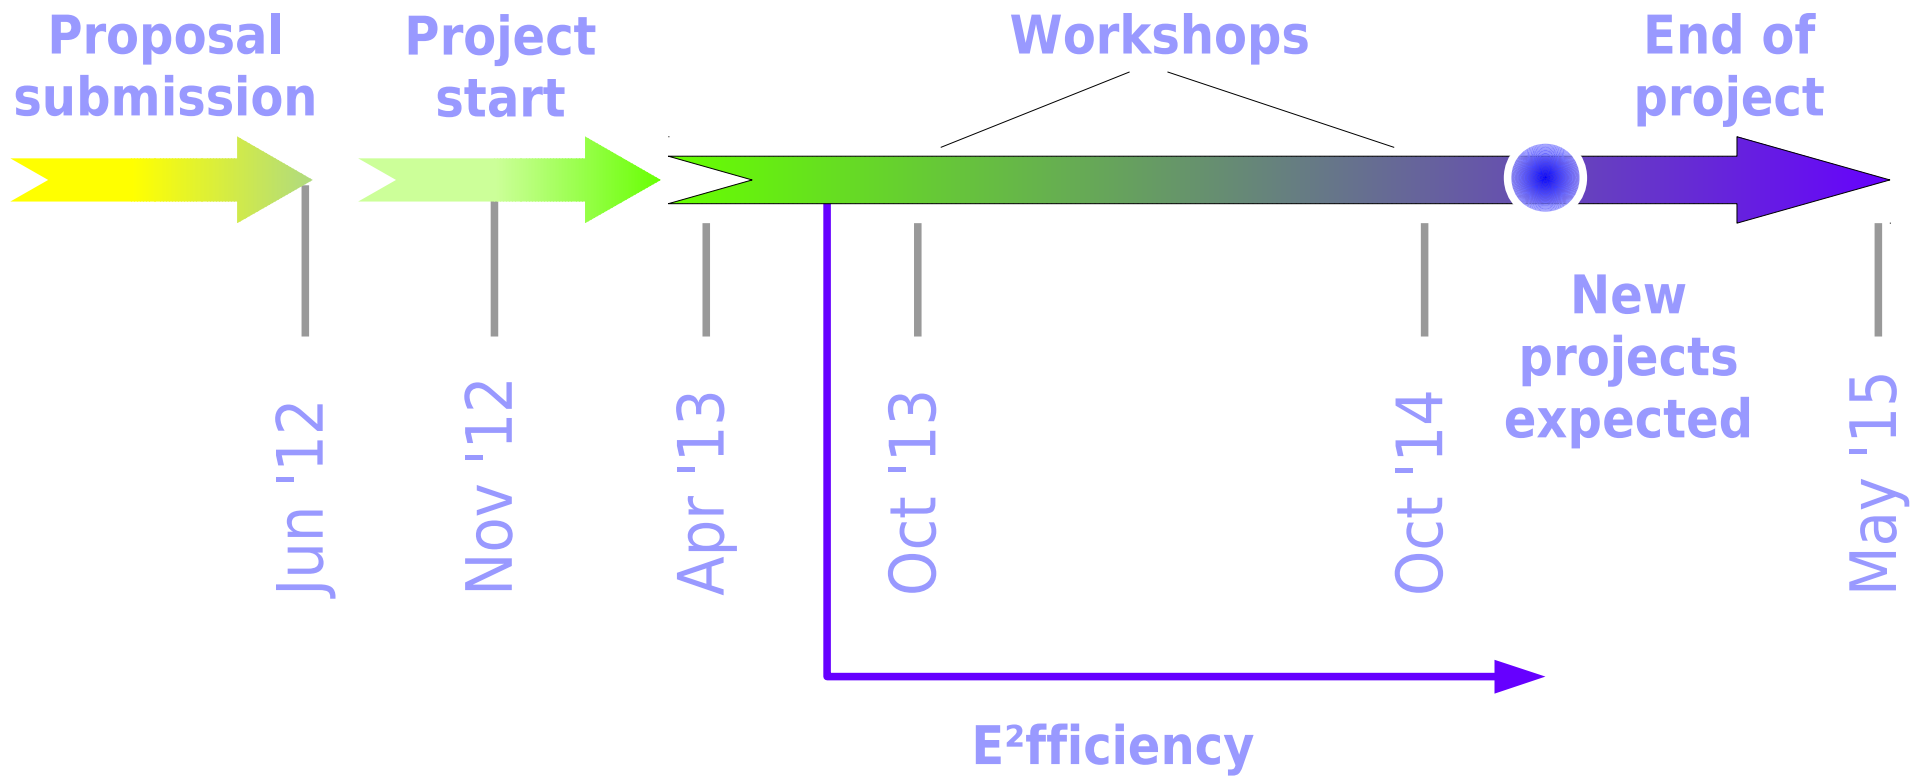 Proposal
submission
Project
start
Workshops
End of
project
New
projects
expected
Jun '12
Nov '12
Apr '13
Oct '13
Oct '14
May '15
E²fficiency